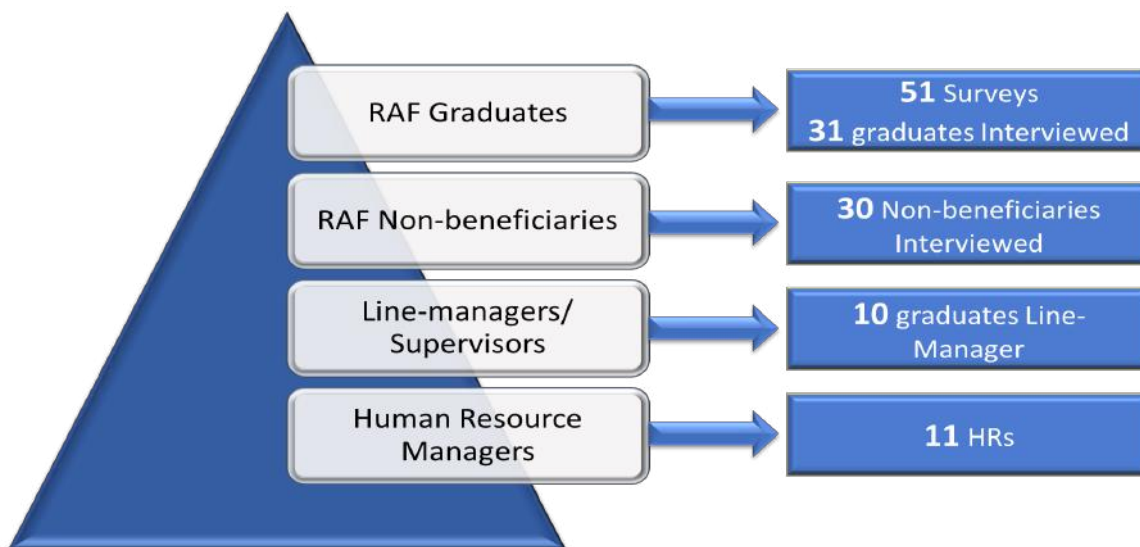 RAF Graduates
51 Surveys
31 graduates Interviewed
RAF Non-beneficiaries
30 Non-beneficiaries
Interviewed
Line-managers/
Supervisors
10 graduates Line-
Manager
Human Resource
Managers
11 HRs